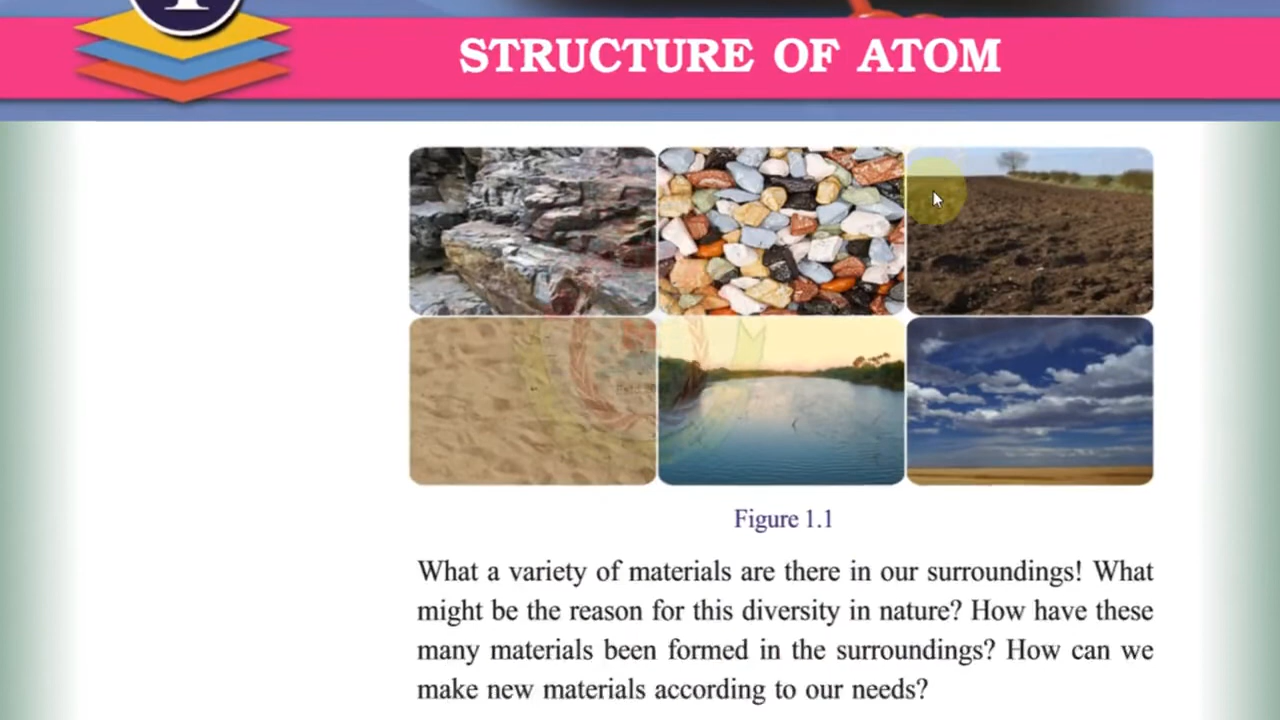 STRUCTURE OF ATOM
Figure 1.1
What a variety of materials are there in our surroundings! What
might be the reason for this diversity in nature? How have these
many materials been formed in the surroundings? How can we
make new materials according to our needs?